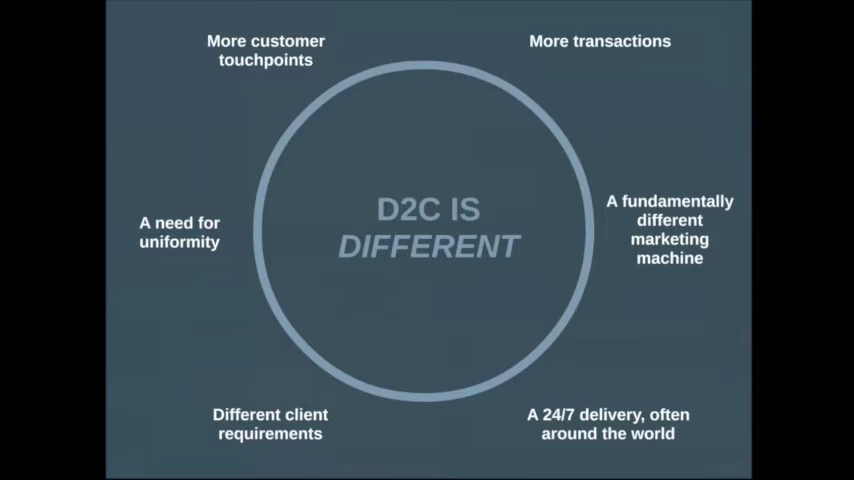 More customer
touchpoints
More transactions
A need for
uniformity
D2C IS
DIFFERENT
A fundamentally
different
marketing
machine
Different client
requirements
A 24/7 delivery, often
around the world